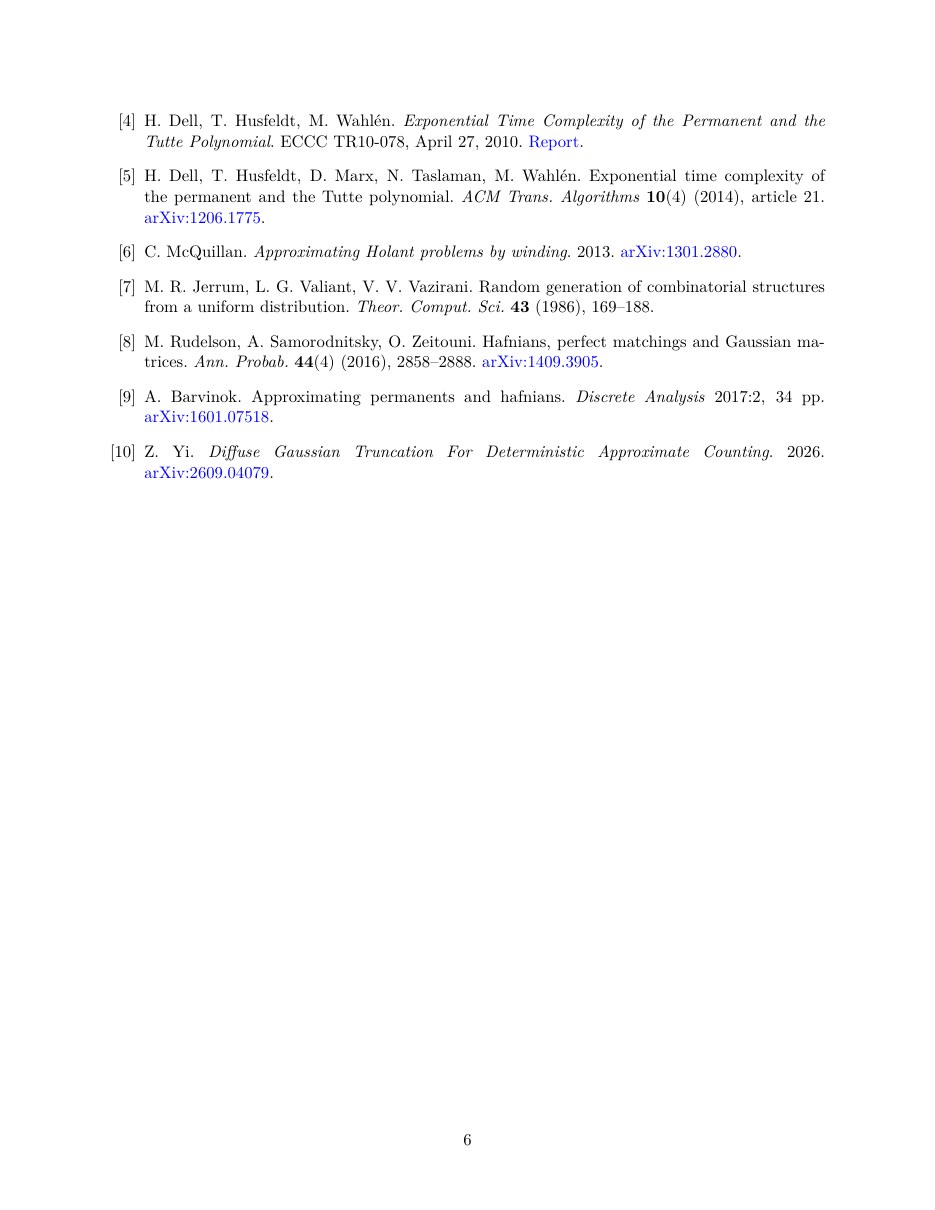 [4] H. Dell, T. Husfeldt, M. Wahlén. Exponential Time Complexity of the Permanent and the
Tutte Polynomial. ECCC TR10-078, April 27, 2010. Report.
[5] H. Dell, T. Husfeldt, D. Marx, N. Taslaman, M. Wahlén. Exponential time complexity of
the permanent and the Tutte polynomial. ACM Trans. Algorithms 10(4) (2014), article 21.
arXiv:1206.1775.
[6] C. McQuillan. Approximating Holant problems by winding. 2013. arXiv:1301.2880.
[7] M. R. Jerrum, L. G. Valiant, V. V. Vazirani. Random generation of combinatorial structures
from a uniform distribution. Theor. Comput. Sci. 43 (1986), 169–188.
[8] M. Rudelson, A. Samorodnitsky, O. Zeitouni. Hafnians, perfect matchings and Gaussian ma-
trices. Ann. Probab. 44(4) (2016), 2858–2888. arXiv:1409.3905.
[9] A. Barvinok. Approximating permanents and hafnians. Discrete Analysis 2017:2, 34 pp.
arXiv:1601.07518.
[10] Z. Yi. Diffuse Gaussian Truncation For Deterministic Approximate Counting. 2026.
arXiv:2609.04079.
6